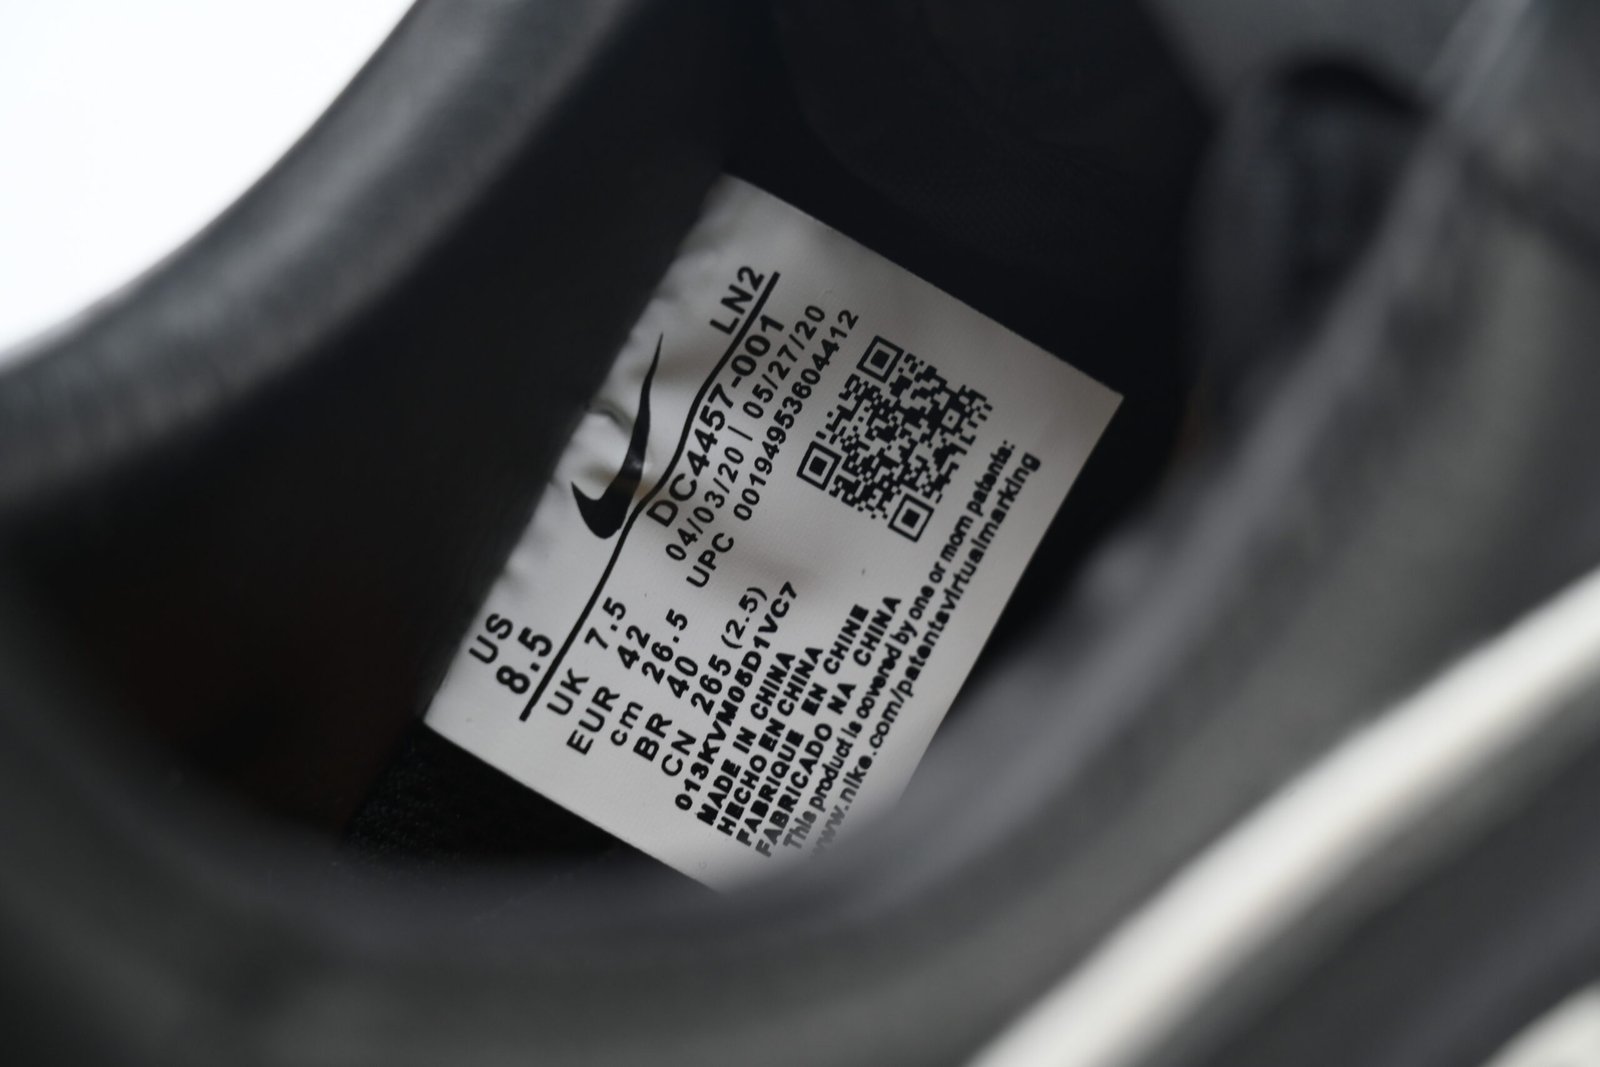 US
8.5
LN2
UK 7.5
DC4457-001
EUR 42
04/03/20 | 05/27/20
cm 26.5
UPC 00194953604412
BR 40
CN 265 (2.5)
013KVM05D1VC7
MADE IN CHINA
HECHO EN CHINA
FABRIQUE EN CHINE
FABRICADO NA CHINA
This product is covered by one or mom patents:
www.nike.com/patentsvirtualmarking